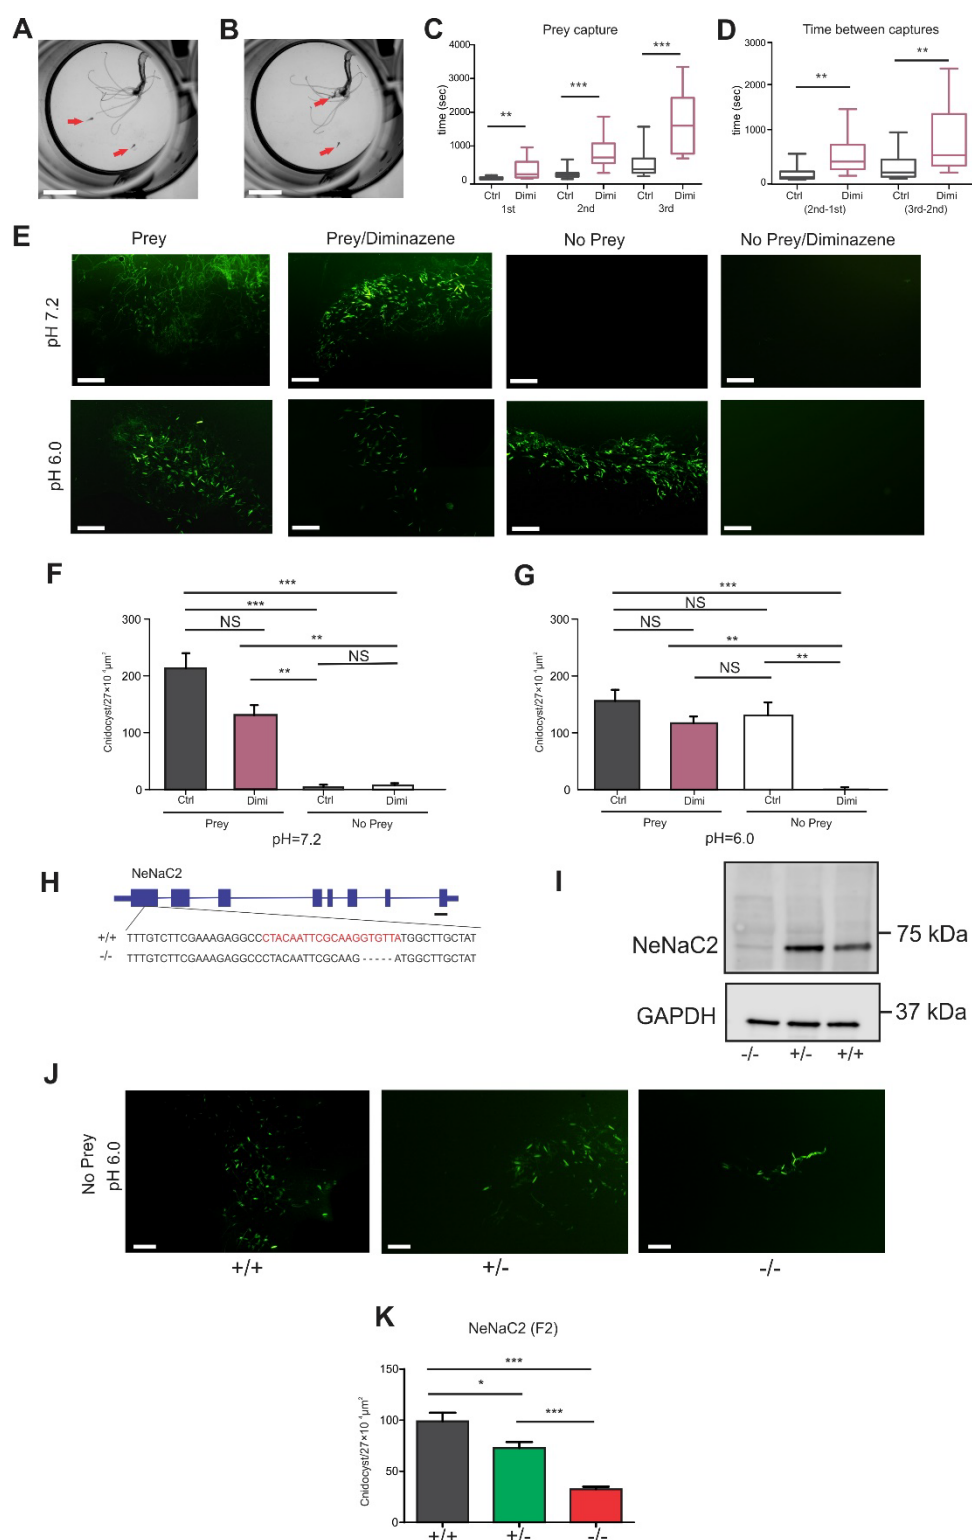 A
B
C
Prey capture
D
Time between captures
time (sec)
4000
3000
2000
1000
0
**
***
***
Ctrl Dimi Ctrl Dimi Ctrl Dimi
1st 2nd 3rd
time (sec)
3000
2000
1000
0
**
**
Ctrl Dimi Ctrl Dimi
(2nd-1st) (3rd-2nd)
E
Prey Prey/Diminazene No Prey No Prey/Diminazene
pH 7.2
pH 6.0
F
***
***
NS
**
NS
**
Cnidocyst/27×10⁻⁴µm²
300
200
100
0
Ctrl Dimi Ctrl Dimi
Prey No Prey
pH=7.2
G
***
NS
NS
**
NS
**
Cnidocyst/27×10⁻⁴µm²
300
200
100
0
Ctrl Dimi Ctrl Dimi
Prey No Prey
pH=6.0
H
NeNaC2
+/+ TTTGTCTTCGAAAGAGGCCCTACAATTCGCAAGGTGTTATGGCTTGCTAT
-/- TTTGTCTTCGAAAGAGGCCCTACAATTCGCAAG-----ATGGCTTGCTAT
I
NeNaC2
75 kDa
GAPDH
37 kDa
-/- +/- +/+
J
No Prey
pH 6.0
+/+ +/- -/-
K
NeNaC2 (F2)
***
*
***
Cnidocyst/27×10⁻⁴µm²
150
100
50
0
+/+ +/- -/-